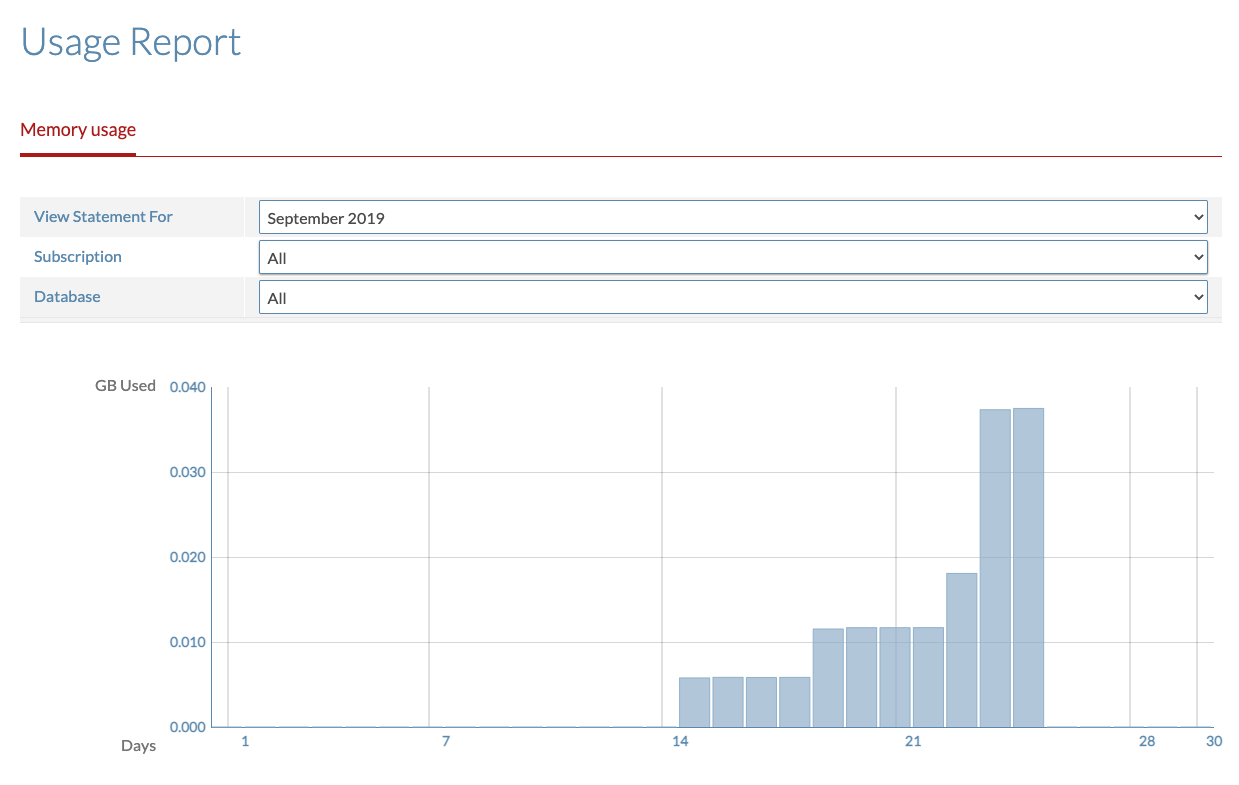 Usage Report
Memory usage
View Statement For September 2019
Subscription All
Database All
GB Used 0.040
0.030
0.020
0.010
0.000
Days 1 7 14 21 28 30